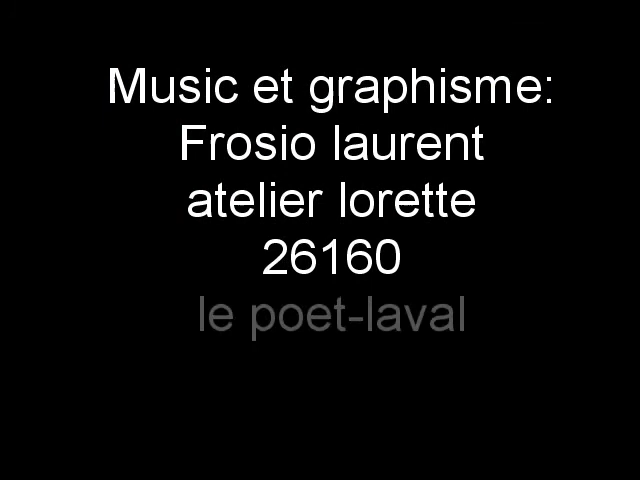 Music et graphisme:
Frosio laurent
atelier lorette
26160
le poet-laval